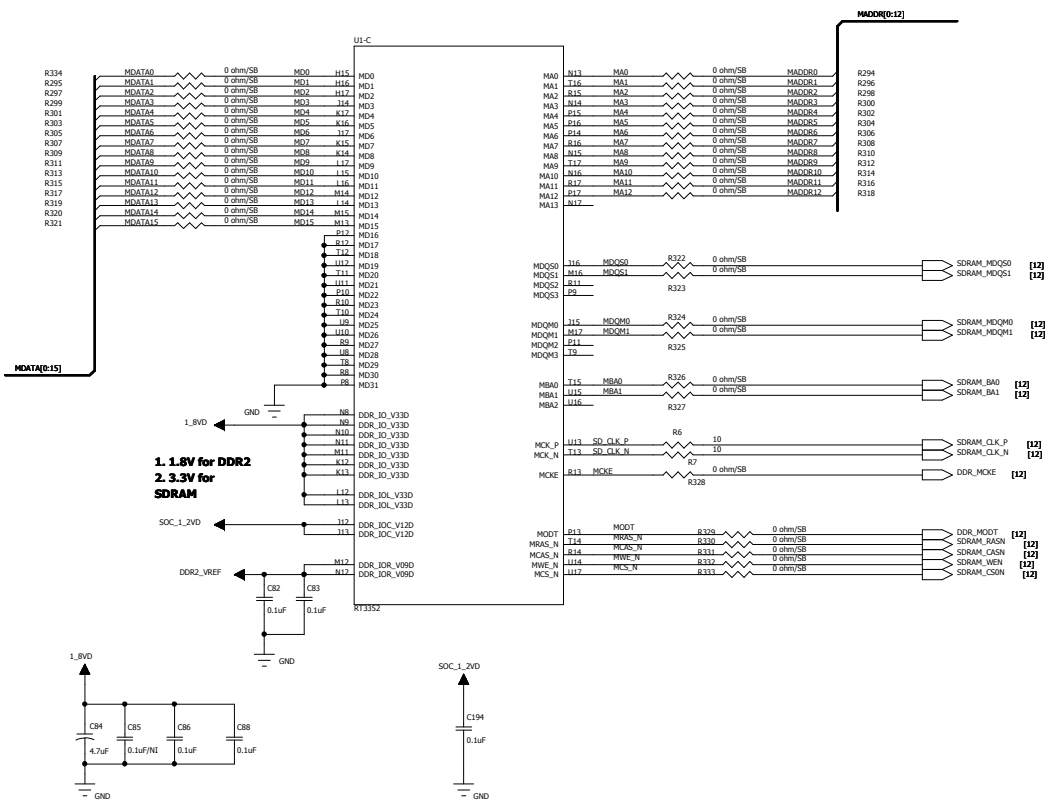 MADDR[0:12]
U1-C
R334 MDATA0 0 ohm/SB MD0 H15 MD0 MA0 N13 MA0 0 ohm/SB MADDR0 R294
R295 MDATA1 0 ohm/SB MD1 H16 MD1 MA1 T16 MA1 0 ohm/SB MADDR1 R296
R297 MDATA2 0 ohm/SB MD2 H17 MD2 MA2 R15 MA2 0 ohm/SB MADDR2 R298
R299 MDATA3 0 ohm/SB MD3 J14 MD3 MA3 N14 MA3 0 ohm/SB MADDR3 R300
R301 MDATA4 0 ohm/SB MD4 K17 MD4 MA4 P15 MA4 0 ohm/SB MADDR4 R302
R303 MDATA5 0 ohm/SB MD5 K16 MD5 MA5 P16 MA5 0 ohm/SB MADDR5 R304
R305 MDATA6 0 ohm/SB MD6 J17 MD6 MA6 P14 MA6 0 ohm/SB MADDR6 R306
R307 MDATA7 0 ohm/SB MD7 K15 MD7 MA7 R16 MA7 0 ohm/SB MADDR7 R308
R309 MDATA8 0 ohm/SB MD8 K14 MD8 MA8 N15 MA8 0 ohm/SB MADDR8 R310
R311 MDATA9 0 ohm/SB MD9 L17 MD9 MA9 T17 MA9 0 ohm/SB MADDR9 R312
R313 MDATA10 0 ohm/SB MD10 L15 MD10 MA10 N16 MA10 0 ohm/SB MADDR10 R314
R315 MDATA11 0 ohm/SB MD11 L16 MD11 MA11 R17 MA11 0 ohm/SB MADDR11 R316
R317 MDATA12 0 ohm/SB MD12 M14 MD12 MA12 P17 MA12 0 ohm/SB MADDR12 R318
R319 MDATA13 0 ohm/SB MD13 L14 MD13 MA13 N17
R320 MDATA14 0 ohm/SB MD14 M15 MD14
R321 MDATA15 0 ohm/SB MD15 M13 MD15
P12 MD16
R12 MD17
T12 MD18
U12 MD19 MDQS0 J16 MDQS0 R322 0 ohm/SB SDRAM_MDQS0 [12]
T11 MD20 MDQS1 M16 MDQS1 R323 0 ohm/SB SDRAM_MDQS1 [12]
U11 MD21 MDQS2 R11
P10 MD22 MDQS3 P9
R10 MD23
T10 MD24
U9 MD25 MDQM0 J15 MDQM0 R324 0 ohm/SB SDRAM_MDQM0 [12]
U10 MD26 MDQM1 M17 MDQM1 R325 0 ohm/SB SDRAM_MDQM1 [12]
R9 MD27 MDQM2 P11
U8 MD28 MDQM3 T9
T8 MD29
MDATA[0:15]
R8 MD30
P8 MD31 MBA0 T15 MBA0 R326 0 ohm/SB SDRAM_BA0 [12]
MBA1 U15 MBA1 R327 0 ohm/SB SDRAM_BA1 [12]
MBA2 U16
GND
N8 DDR_IO_V33D
1_8VD N9 DDR_IO_V33D
N10 DDR_IO_V33D
N11 DDR_IO_V33D MCK_P U13 SD_CLK_P R6 10 SDRAM_CLK_P [12]
M11 DDR_IO_V33D MCK_N T13 SD_CLK_N R7 10 SDRAM_CLK_N [12]
K12 DDR_IO_V33D
K13 DDR_IO_V33D MCKE R13 MCKE R328 0 ohm/SB DDR_MCKE [12]
1. 1.8V for DDR2
2. 3.3V for
SDRAM
L12 DDR_IOL_V33D
L13 DDR_IOL_V33D
SOC_1_2VD J12 DDR_IOC_V12D
J13 DDR_IOC_V12D MODT P13 MODT R329 0 ohm/SB DDR_MODT [12]
MRAS_N T14 MRAS_N R330 0 ohm/SB SDRAM_RASN [12]
MCAS_N R14 MCAS_N R331 0 ohm/SB SDRAM_CASN [12]
M12 DDR_IOR_V09D MWE_N U14 MWE_N R332 0 ohm/SB SDRAM_WEN [12]
DDR2_VREF N12 DDR_IOR_V09D MCS_N U17 MCS_N R333 0 ohm/SB SDRAM_CS0N [12]
C82 C83
0.1uF 0.1uF
RT3352
GND
1_8VD SOC_1_2VD
C84 C85 C86 C88 C194
4.7uF 0.1uF/NI 0.1uF 0.1uF 0.1uF
GND GND